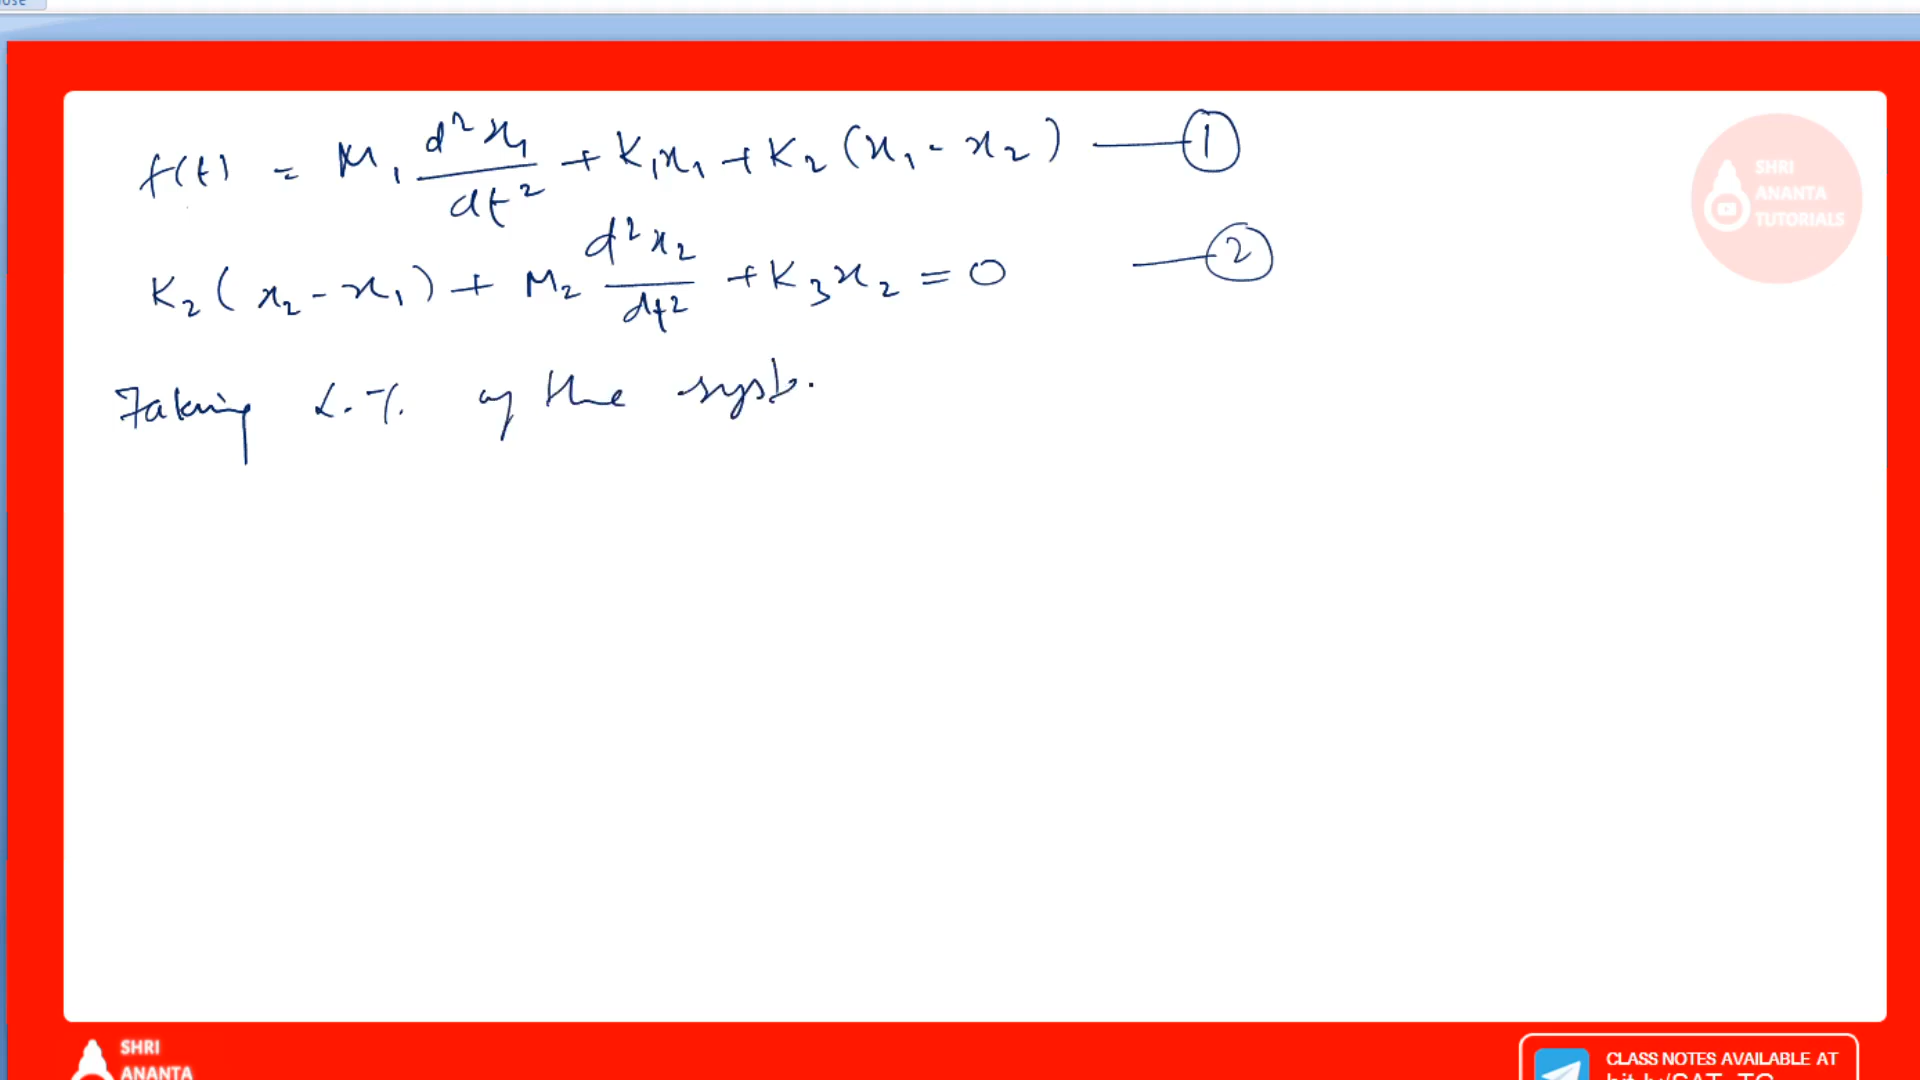 f(t) = M₁ d²x₁/dt² + K₁x₁ + K₂(x₁ - x₂) — ①
K₂(x₂ - x₁) + M₂ d²x₂/dt² + K₃x₂ = 0 — ②
Taking L.T. of the syst.
SHRI
ANANTA
TUTORIALS
SHRI
ANANTA
CLASS NOTES AVAILABLE AT